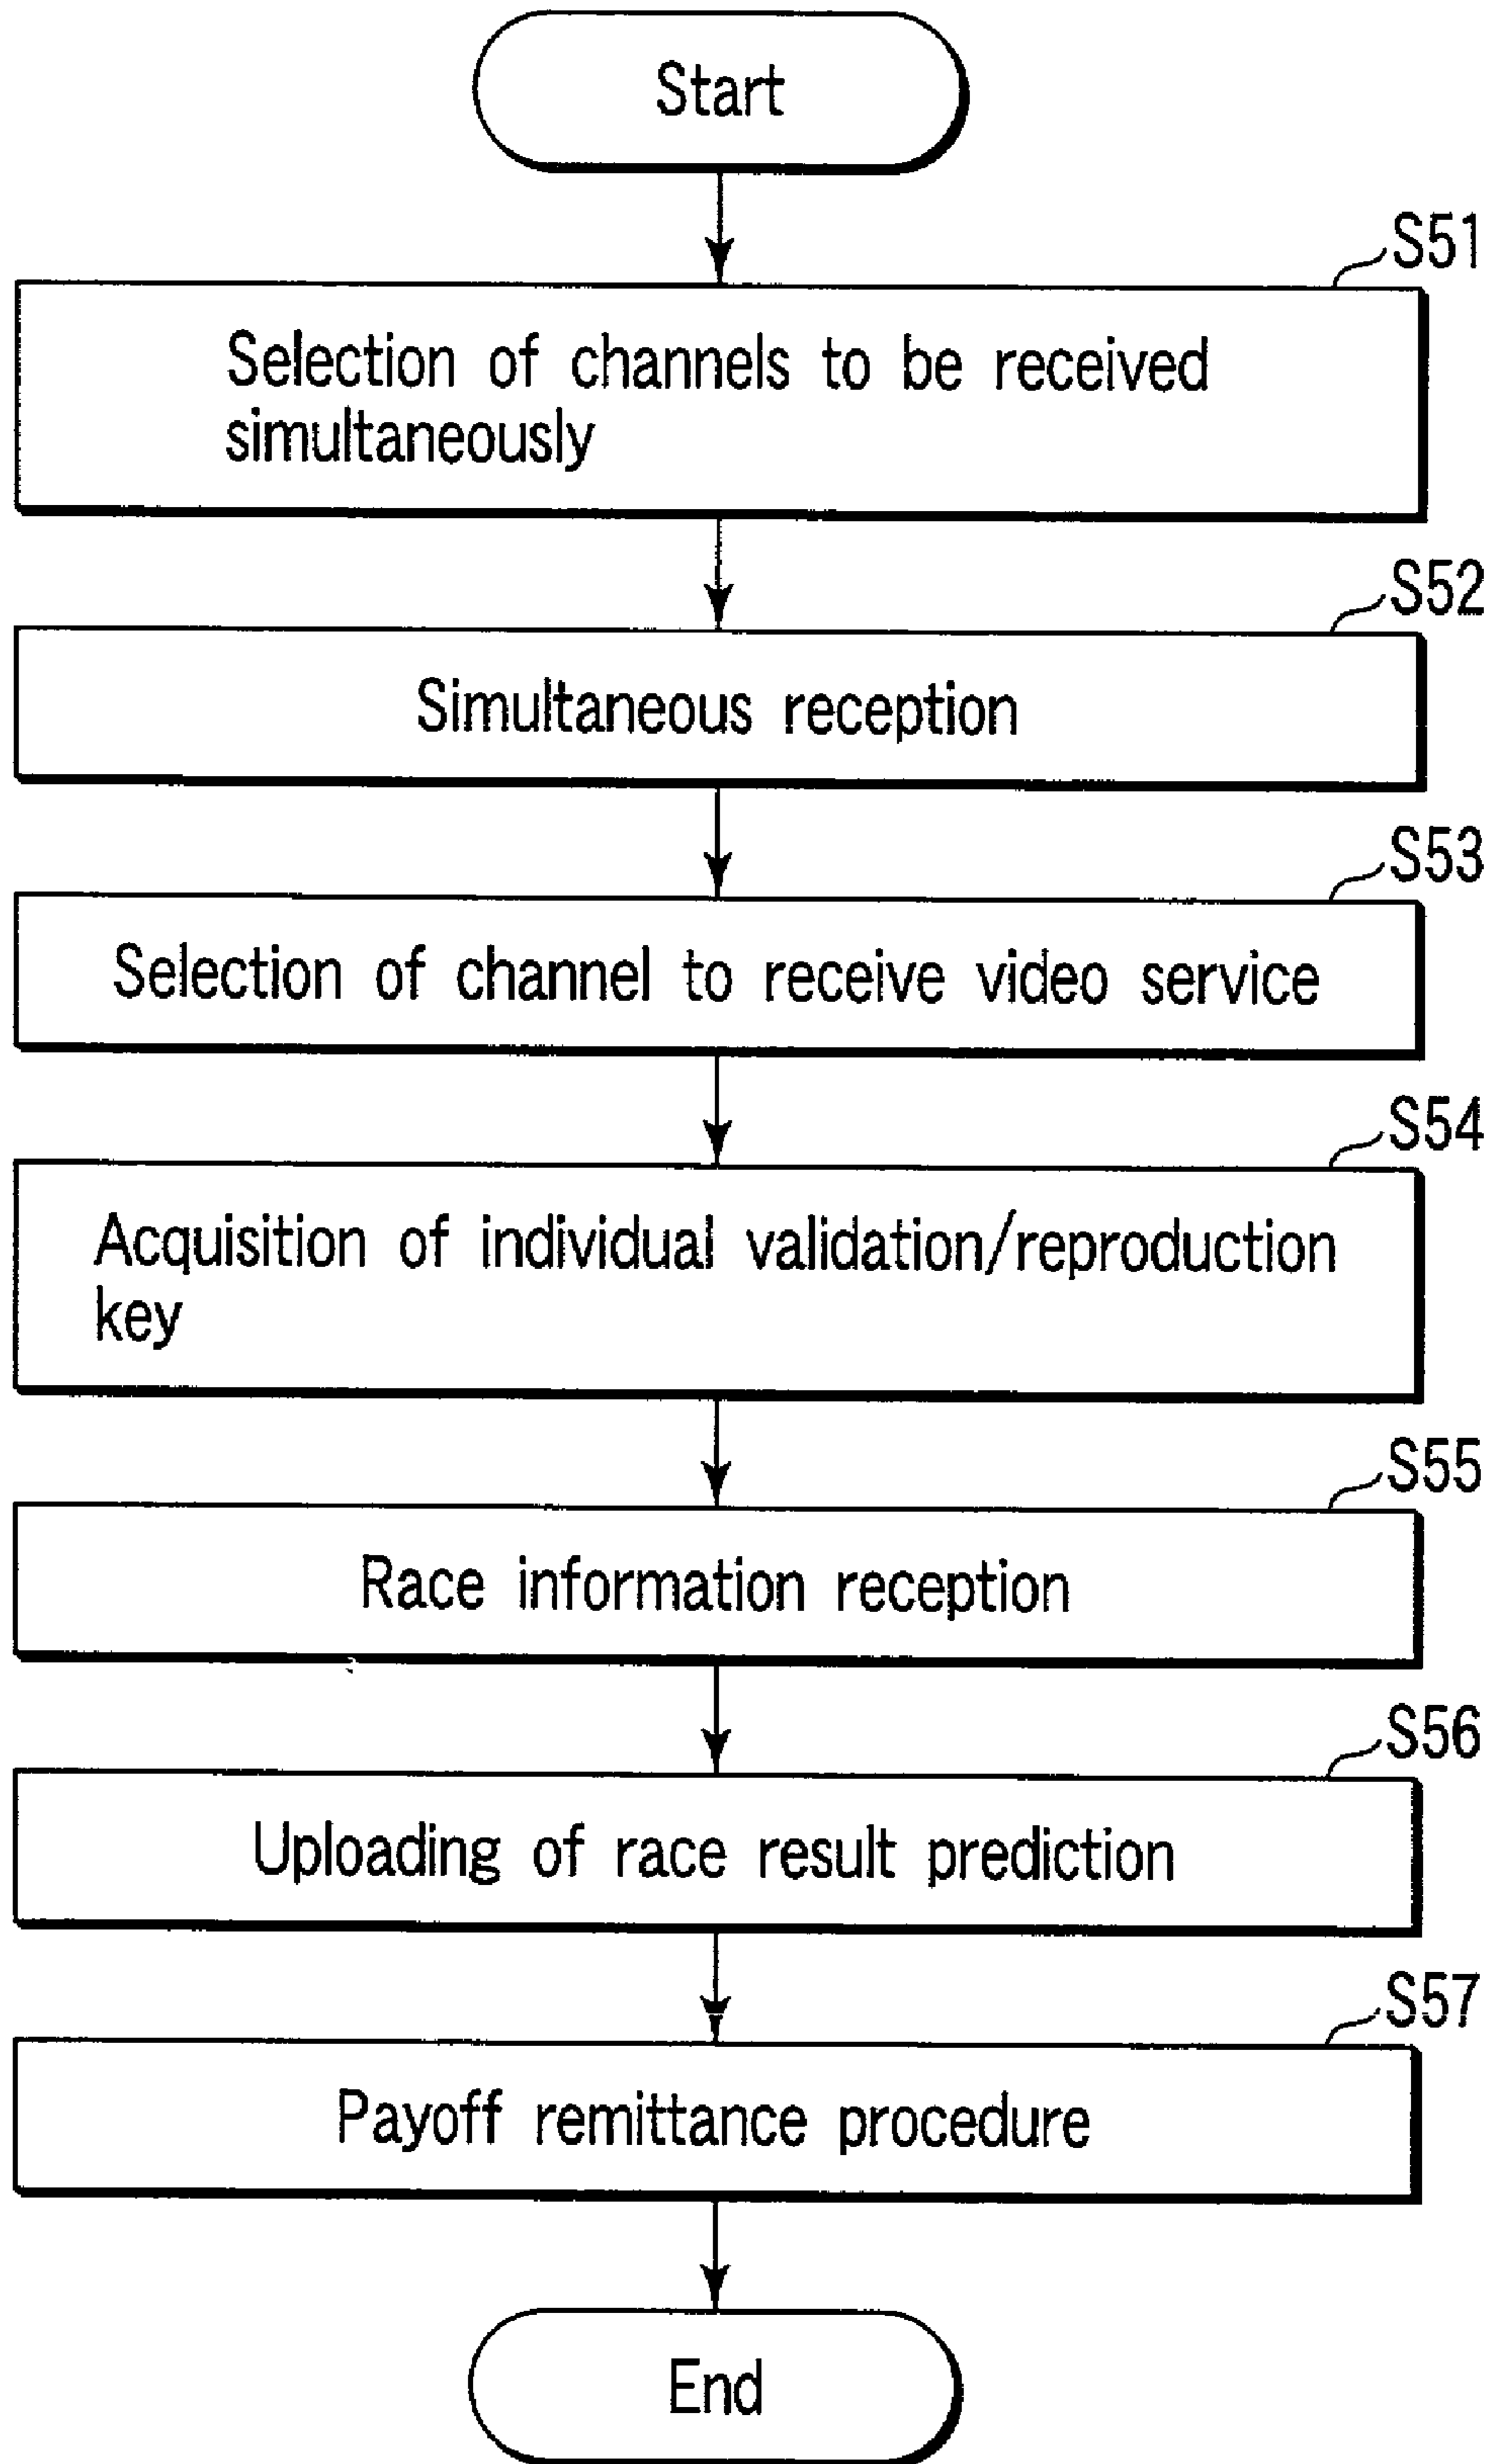 Start
S51
Selection of channels to be received
simultaneously
S52
Simultaneous reception
S53
Selection of channel to receive video service
S54
Acquisition of individual validation/reproduction
key
S55
Race information reception
S56
Uploading of race result prediction
S57
Payoff remittance procedure
End